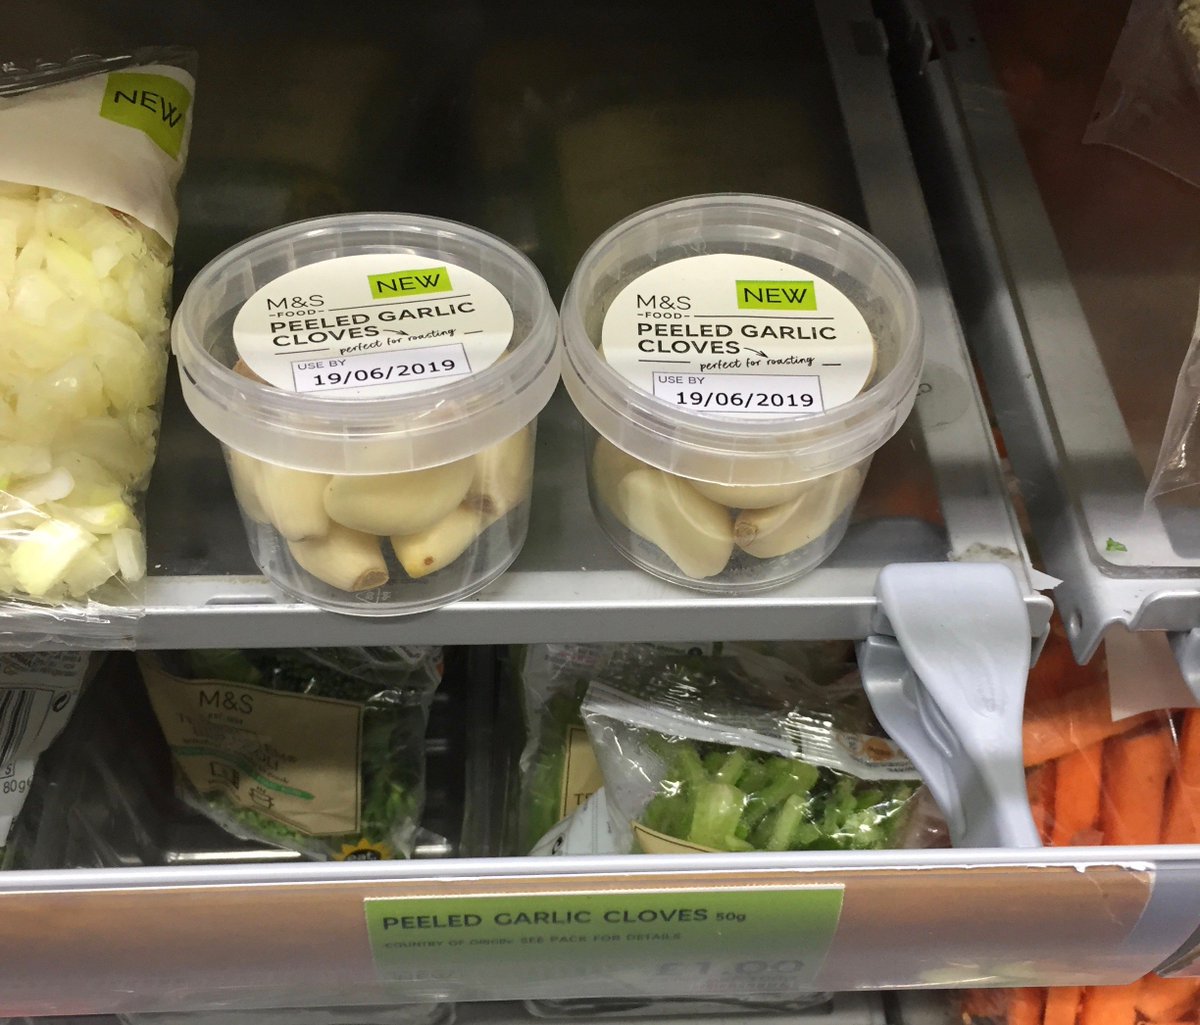 NEW
M&S
-FOOD-
NEW
PEELED GARLIC
CLOVES
perfect for roasting
USE BY
19/06/2019
M&S
-FOOD-
NEW
PEELED GARLIC
CLOVES
perfect for roasting
USE BY
19/06/2019
M&S
80g
PEELED GARLIC CLOVES 50g
COUNTRY OF ORIGIN: SEE PACK FOR DETAILS
NEW
£1.00